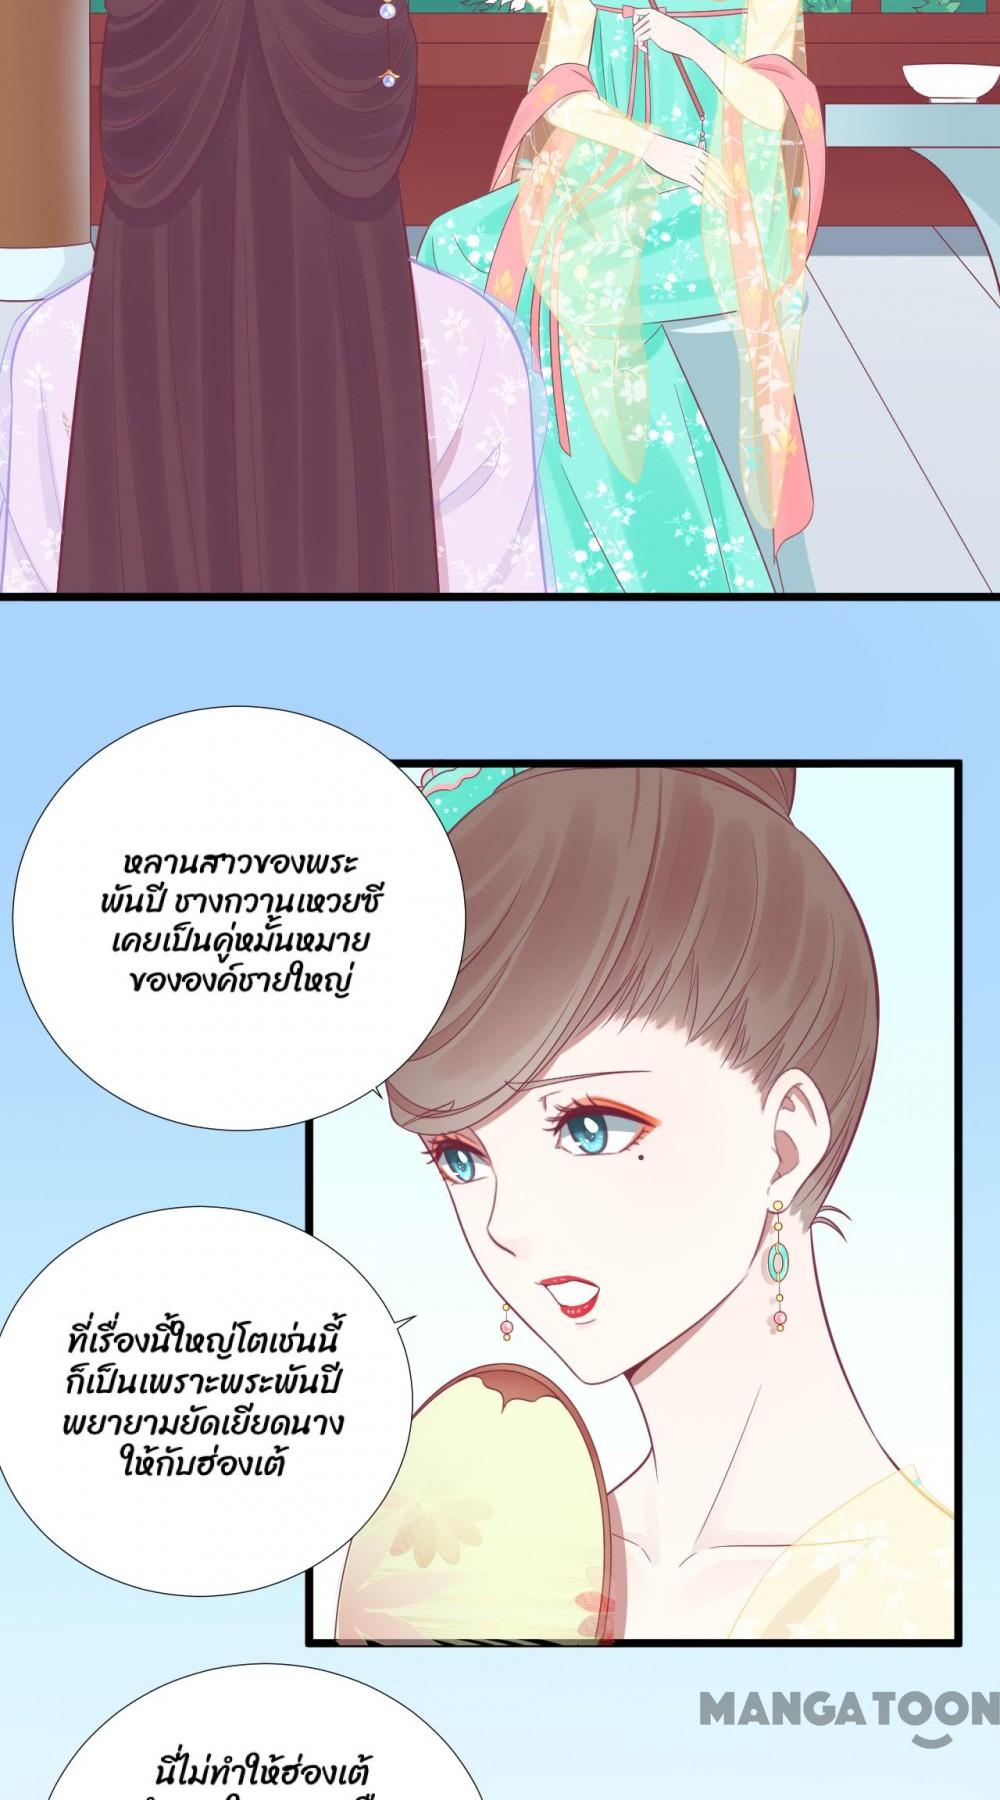 หลานสาวของพระ
พันปี ชางกวานเหวยซี
เคยเป็นคู่หมั้นหมาย
ขององค์ชายใหญ่
ที่เรื่องนี้ใหญ่โตเช่นนี้
ก็เป็นเพราะพระพันปี
พยายามยัดเยียดนาง
ให้กับฮ่องเต้
MANGATOON
นี่ไม่ทำให้ฮ่องเต้